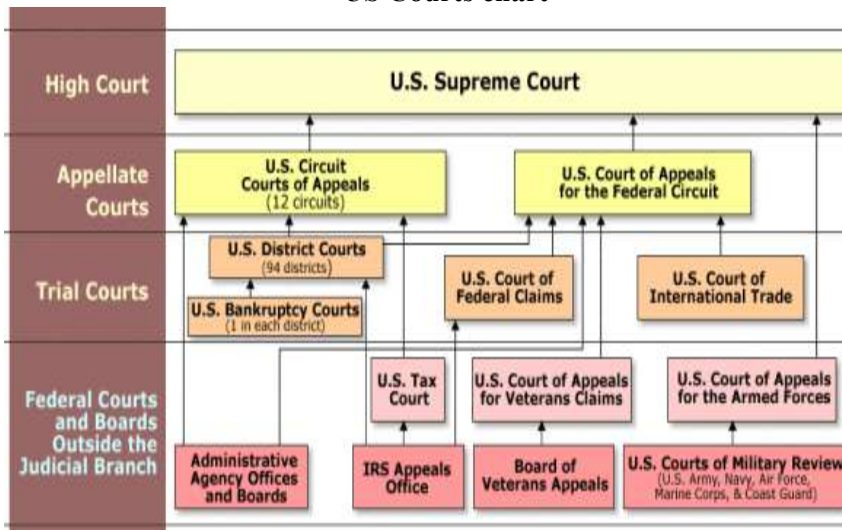 US Courts chart
High Court
U.S. Supreme Court
Appellate
Courts
U.S. Circuit
Courts of Appeals
(12 circuits)
U.S. Court of Appeals
for the Federal Circuit
Trial Courts
U.S. District Courts
(94 districts)
U.S. Bankruptcy Courts
(1 in each district)
U.S. Court of
Federal Claims
U.S. Court of
International Trade
Federal Courts
and Boards
Outside the
Judicial Branch
U.S. Tax
Court
U.S. Court of Appeals
for Veterans Claims
U.S. Court of Appeals
for the Armed Forces
Administrative
Agency Offices
and Boards
IRS Appeals
Office
Board of
Veterans Appeals
U.S. Courts of Military Review
(U.S. Army, Navy, Air Force,
Marine Corps, & Coast Guard)